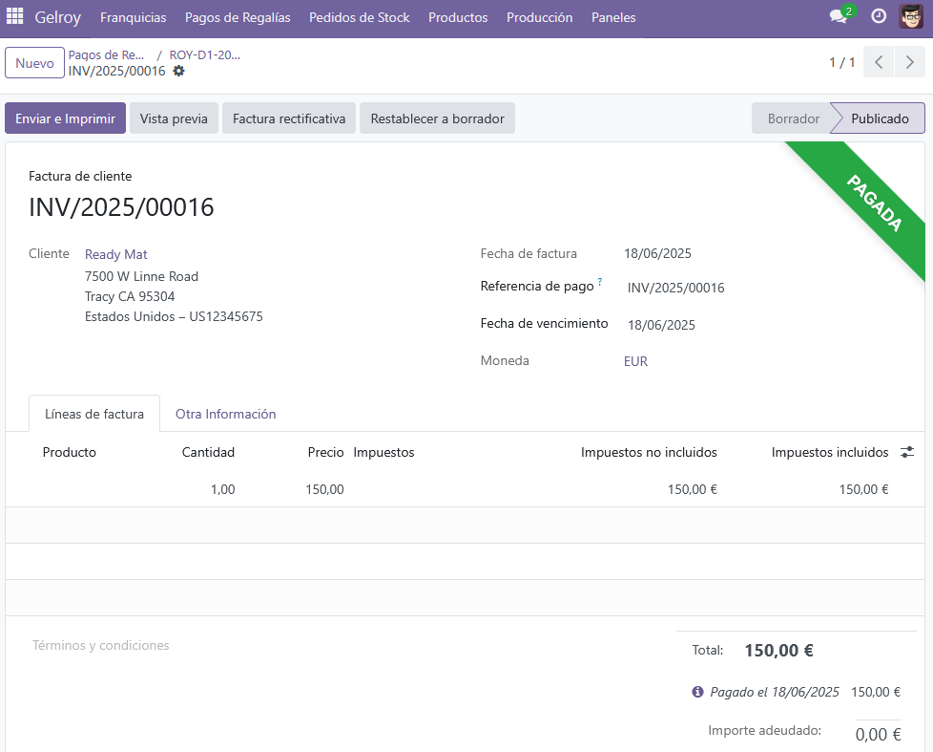 Gelroy Franquicias Pagos de Regalías Pedidos de Stock Productos Producción Paneles 2
Nuevo Pagos de Re... / ROY-D1-20...
INV/2025/00016 1 / 1
Enviar e Imprimir Vista previa Factura rectificativa Restablecer a borrador Borrador Publicado
PAGADA
Factura de cliente
INV/2025/00016
Cliente Ready Mat
7500 W Linne Road
Tracy CA 95304
Estados Unidos – US12345675
Fecha de factura 18/06/2025
Referencia de pago ? INV/2025/00016
Fecha de vencimiento 18/06/2025
Moneda EUR
Líneas de factura Otra Información
Producto Cantidad Precio Impuestos Impuestos no incluidos Impuestos incluidos
1,00 150,00 150,00 € 150,00 €
Términos y condiciones
Total: 150,00 €
Pagado el 18/06/2025 150,00 €
Importe adeudado: 0,00 €